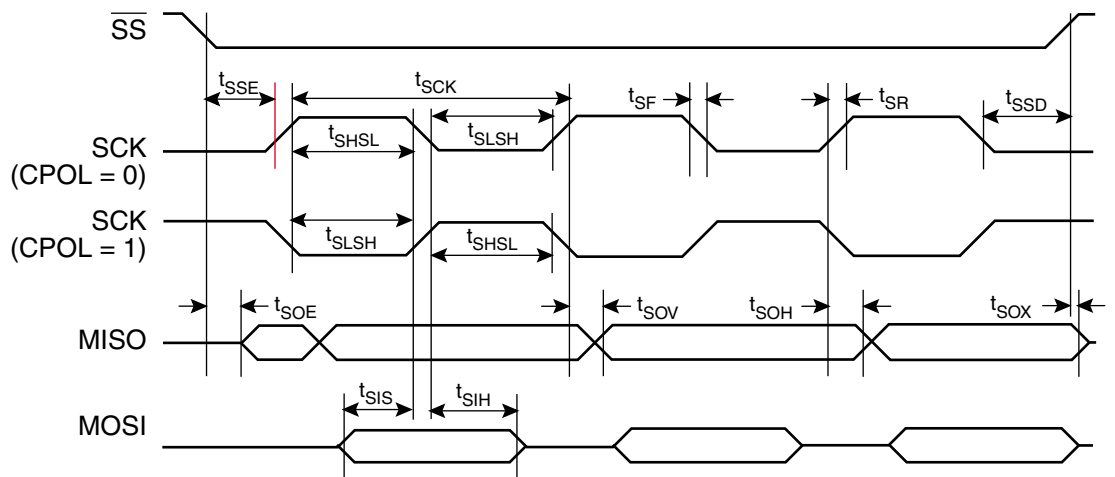 SS
tSSE
tSCK
tSF
tSR
tSSD
SCK
(CPOL = 0)
tSHSL
tSLSH
SCK
(CPOL = 1)
tSLSH
tSHSL
tSOE
tSOV
tSOH
tSOX
MISO
tSIS
tSIH
MOSI